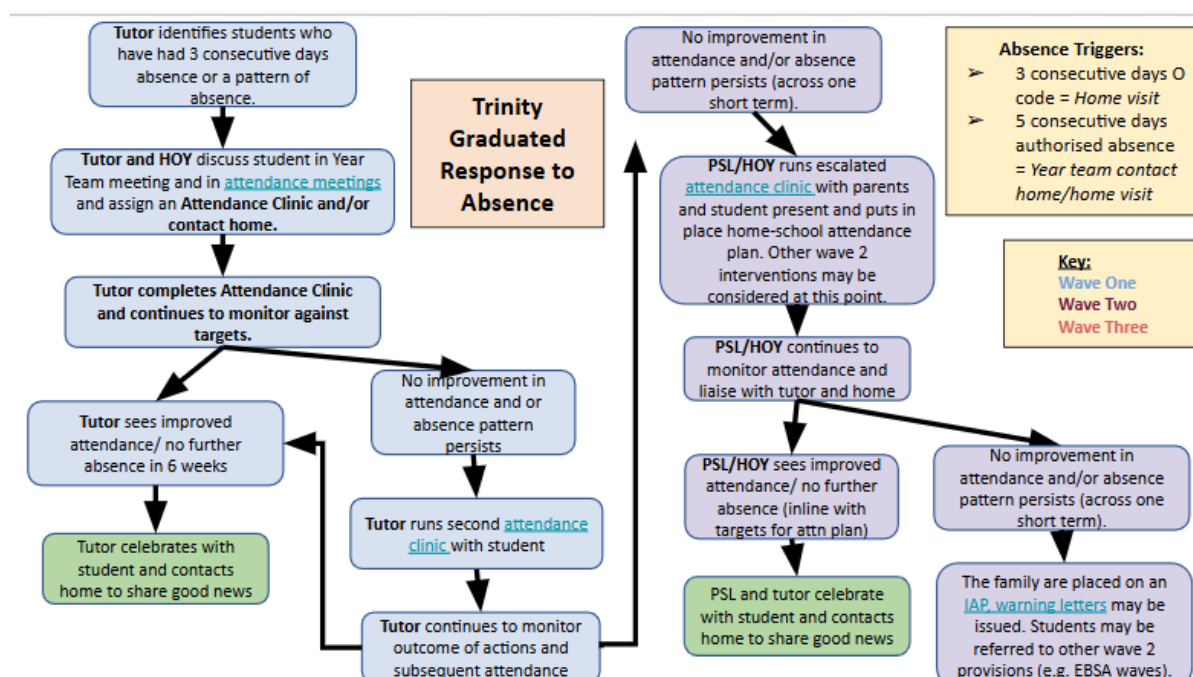 Tutor identifies students who
have had 3 consecutive days
absence or a pattern of
absence.
Tutor and HOY discuss student in Year
Team meeting and in attendance meetings
and assign an Attendance Clinic and/or
contact home.
Tutor completes Attendance Clinic
and continues to monitor against
targets.
Tutor sees improved
attendance/ no further
absence in 6 weeks
Tutor celebrates with
student and contacts
home to share good news
No improvement in
attendance and or
absence pattern
persists
Tutor runs second attendance
clinic with student
Tutor continues to monitor
outcome of actions and
subsequent attendance
Trinity
Graduated
Response to
Absence
No improvement in
attendance and/or absence
pattern persists (across one
short term).
PSL/HOY runs escalated
attendance clinic with parents
and student present and puts in
place home-school attendance
plan. Other wave 2
interventions may be
considered at this point.
PSL/HOY continues to
monitor attendance and
liaise with tutor and home
PSL/HOY sees improved
attendance/ no further
absence (inline with
targets for attn plan)
PSL and tutor celebrate
with student and contacts
home to share good news
No improvement in
attendance and/or absence
pattern persists (across one
short term).
The family are placed on an
IAP, warning letters may be
issued. Students may be
referred to other wave 2
provisions (e.g. EBSA waves).
Absence Triggers:
➢ 3 consecutive days O
code = Home visit
➢ 5 consecutive days
authorised absence
= Year team contact
home/home visit
Key:
Wave One
Wave Two
Wave Three